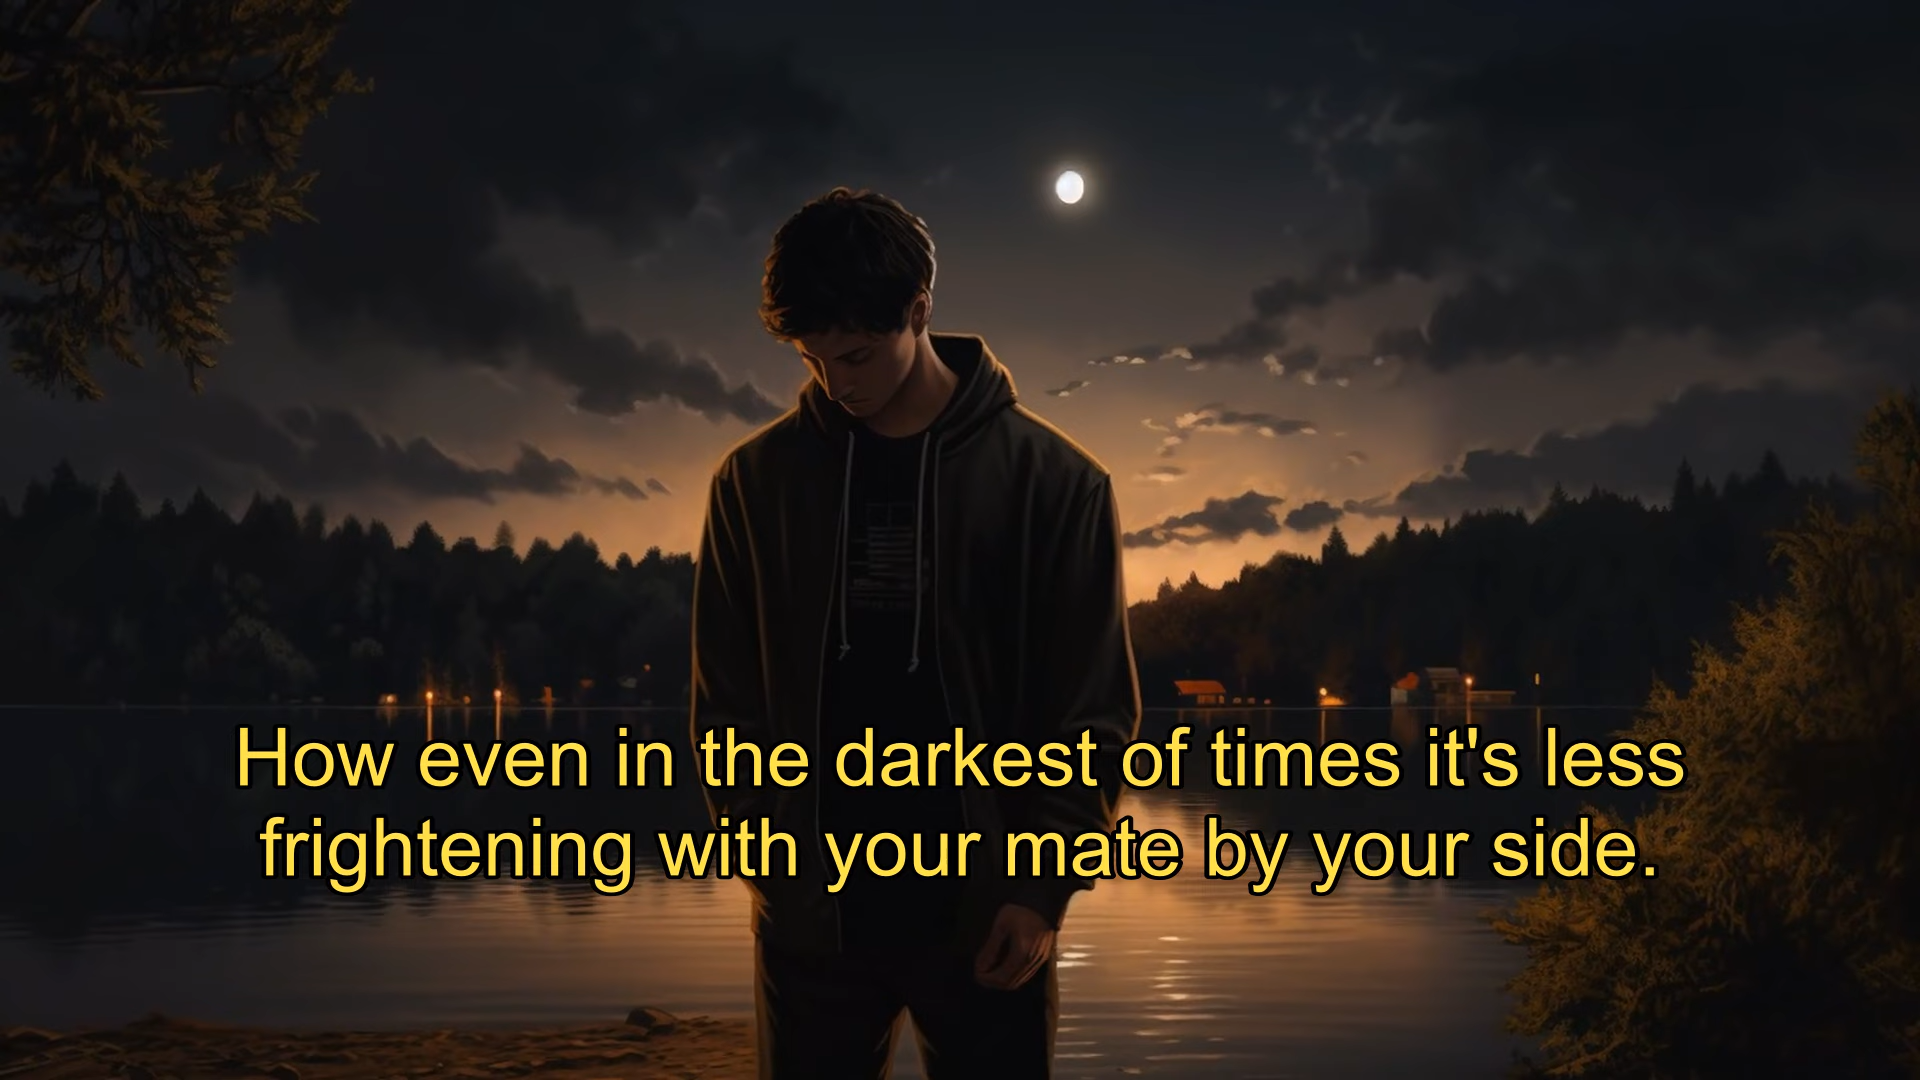 How even in the darkest of times it's less
frightening with your mate by your side.